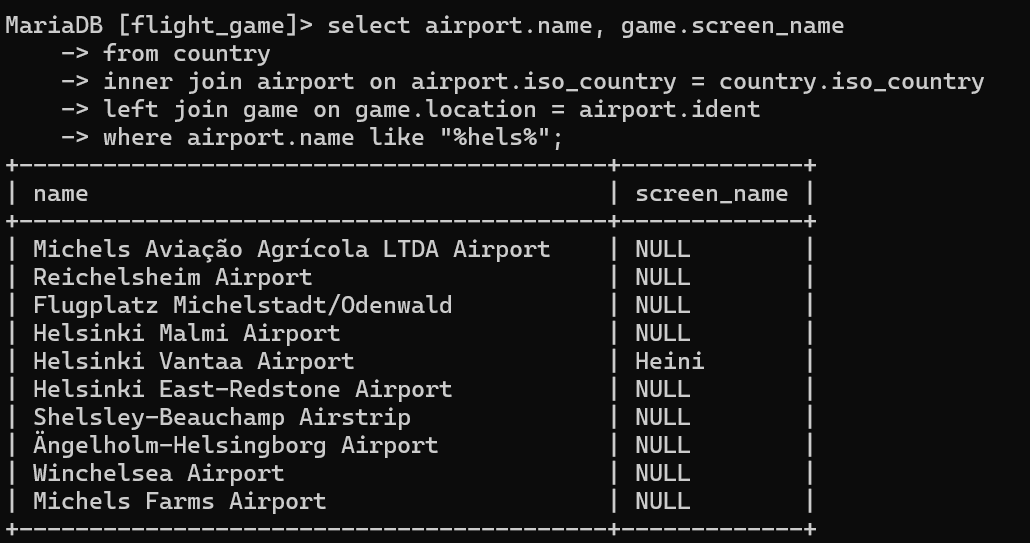 MariaDB [flight_game]> select airport.name, game.screen_name
    -> from country
    -> inner join airport on airport.iso_country = country.iso_country
    -> left join game on game.location = airport.ident
    -> where airport.name like "%hels%";
+-----------------------------------------+-------------+
| name                                    | screen_name |
+-----------------------------------------+-------------+
| Michels Aviação Agrícola LTDA Airport   | NULL        |
| Reichelsheim Airport                    | NULL        |
| Flugplatz Michelstadt/Odenwald          | NULL        |
| Helsinki Malmi Airport                  | NULL        |
| Helsinki Vantaa Airport                 | Heini       |
| Helsinki East-Redstone Airport          | NULL        |
| Shelsley-Beauchamp Airstrip             | NULL        |
| Ängelholm-Helsingborg Airport           | NULL        |
| Winchelsea Airport                      | NULL        |
| Michels Farms Airport                   | NULL        |
+-----------------------------------------+-------------+